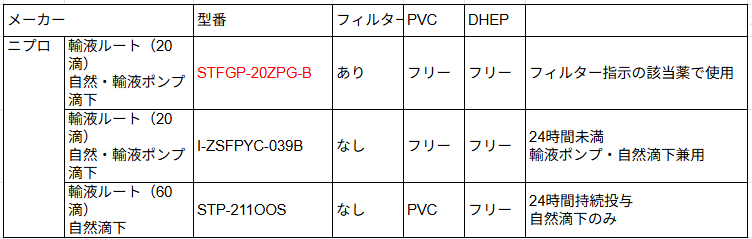 メーカー 型番 フィルター PVC DHEP
ニプロ
輸液ルート（20
滴）
自然・輸液ポンプ
滴下
STFGP-20ZPG-B あり フリー フリー フィルター指示の該当薬で使用
輸液ルート（20
滴）
自然・輸液ポンプ
滴下
I-ZSFPYC-039B なし フリー フリー
24時間未満
輸液ポンプ・自然滴下兼用
輸液ルート（60
滴）
自然滴下
STP-211OOS なし PVC フリー
24時間持続投与
自然滴下のみ